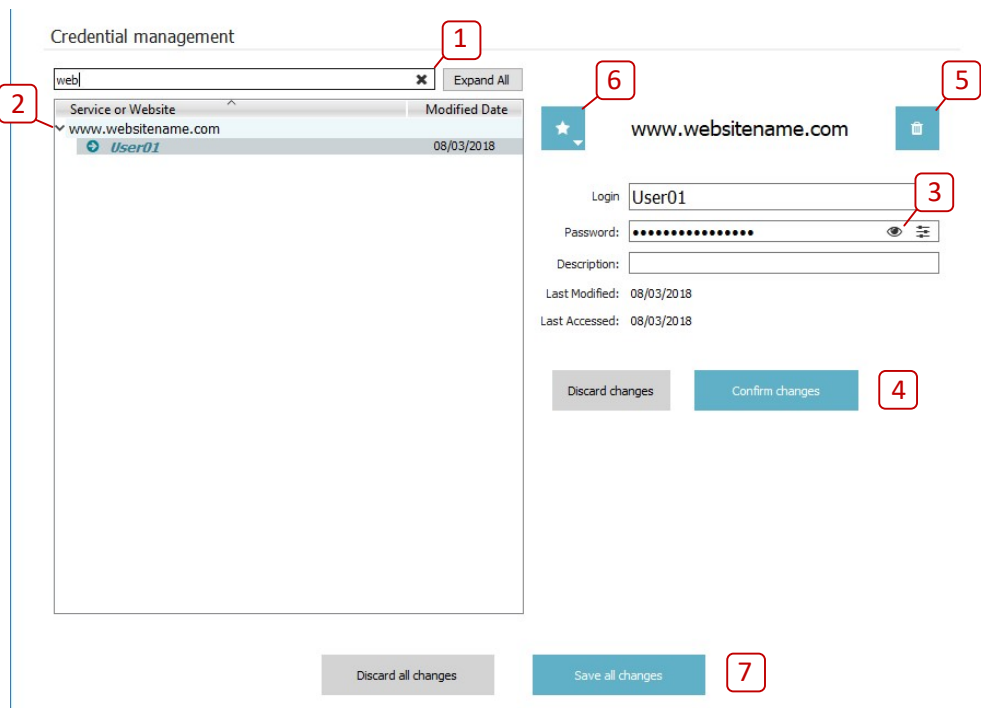 Credential management
1
web
Expand All
6
5
2
Service or Website
Modified Date
www.websitename.com
User01
08/03/2018
www.websitename.com
Login
User01
3
Password:
••••••••••••••••
Description:
Last Modified:
08/03/2018
Last Accessed:
08/03/2018
Discard changes
Confirm changes
4
Discard all changes
Save all changes
7